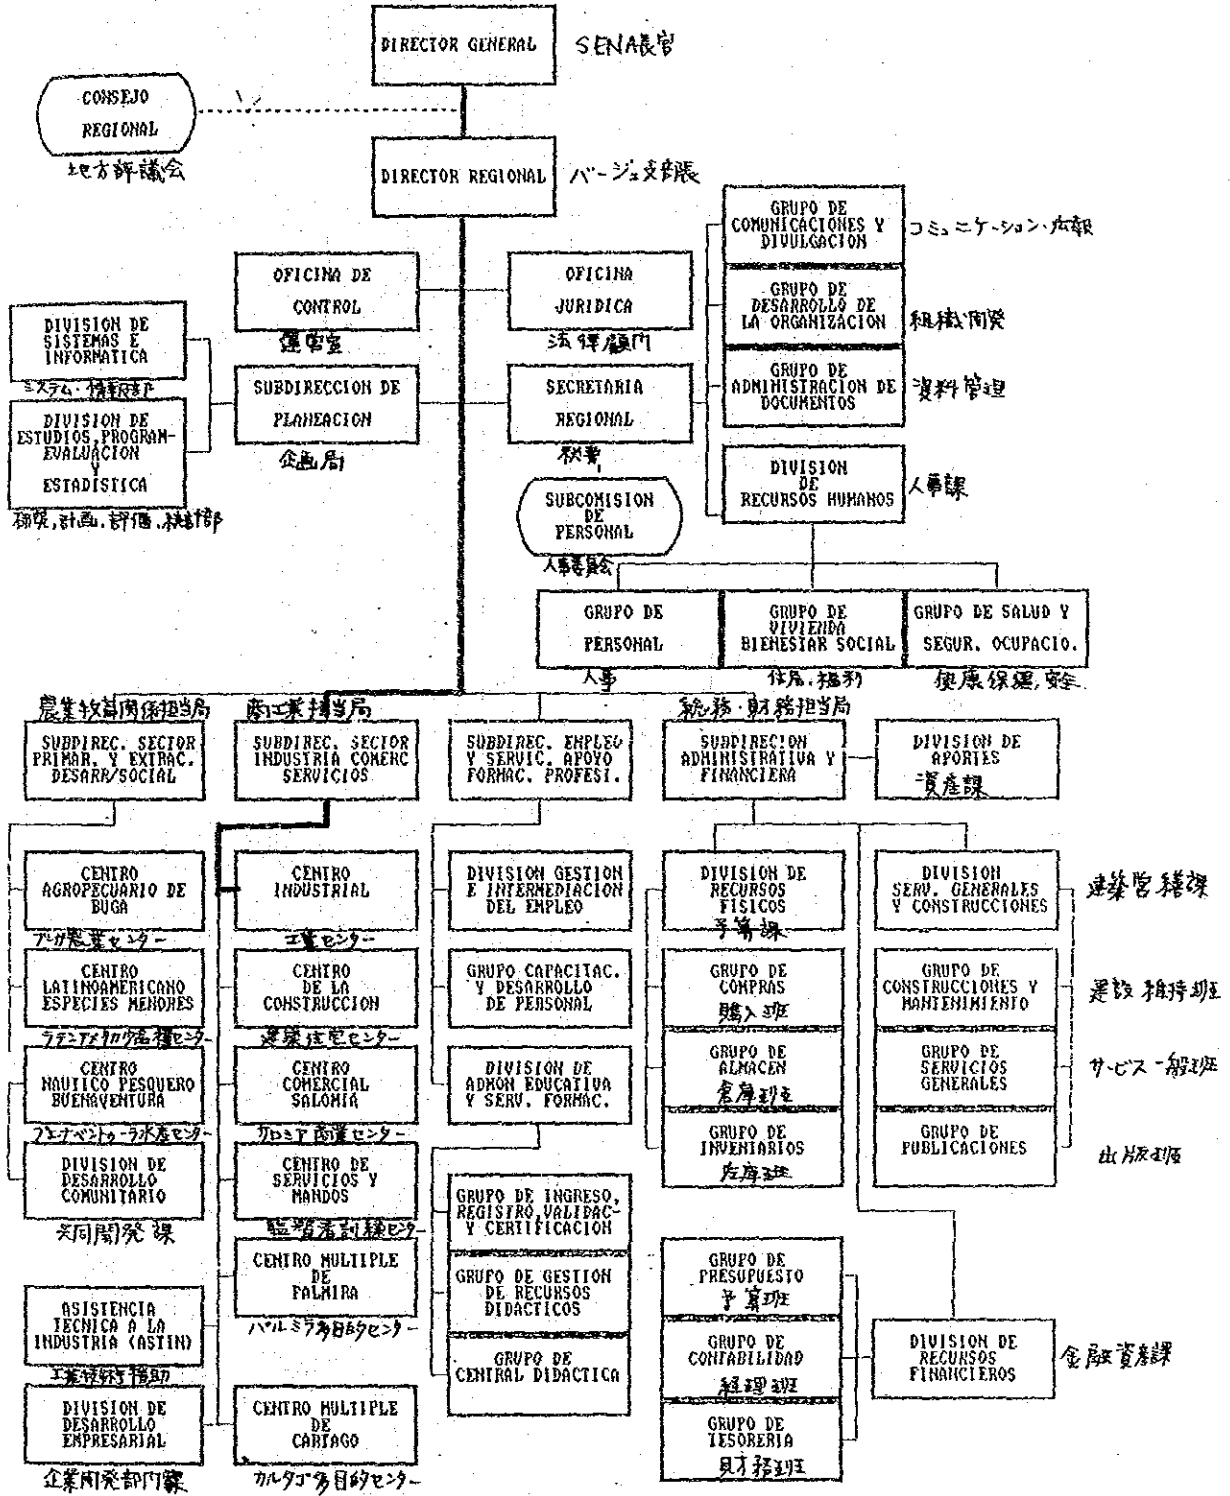 DIRECTOR GENERAL
SENA長官
CONSEJO
REGIONAL
地方評議会
DIRECTOR REGIONAL
バージェ支部長
GRUPO DE
COMUNICACIONES Y
DIVULGACION
コミュニケーション・広報
OFICINA DE
CONTROL
運営室
OFICINA
JURIDICA
法律顧問
GRUPO DE
DESARROLLO DE
LA ORGANIZACION
組織開発
DIVISION DE
SISTEMAS E
INFORMATICA
システム・情報部
SUBDIRECCION DE
PLANEACION
企画局
SECRETARIA
REGIONAL
秘書
GRUPO DE
ADMINISTRACION DE
DOCUMENTOS
資料管理
DIVISION DE
ESTUDIOS, PROGRAM-
EVALUACION
Y
ESTADISTICA
研究,計画,評価,統計部
DIVISION
DE
RECURSOS HUMANOS
人事課
SUBCOMISION
DE
PERSONAL
人事委員会
GRUPO DE
PERSONAL
人事
GRUPO DE
VIVIENDA
BIENESTAR SOCIAL
住居・福利
GRUPO DE SALUD Y
SEGUR. OCUPACIO.
健康保健,安全
農業牧畜関係担当局
SUBDIREC. SECTOR
PRIMAR. Y EXTRAC.
DESARR/SOCIAL
商工業担当局
SUBDIREC. SECTOR
INDUSTRIA COMERC
SERVICIOS
SUBDIREC. EMPLEO
Y SERVIC. APOYO
FORMAC. PROFESI.
総務・財務担当局
SUBDIRECION
ADMINISTRATIVA Y
FINANCIERA
DIVISION DE
APORTES
資産課
CENTRO
AGROPECUARIO DE
BUGA
ブガ農業センター
CENTRO
INDUSTRIAL
工業センター
DIVISION GESTION
E INTERMEDIACION
DEL EMPLEO
DIVISION DE
RECURSOS
FISICOS
予算課
DIVISION
SERV. GENERALES
Y CONSTRUCCIONES
建築営繕課
CENTRO
LATINOAMERICANO
ESPECIES MENORES
ラテンアメリカ小品種センター
CENTRO
DE LA
CONSTRUCCION
建築住宅センター
GRUPO CAPACITAC.
Y DESARROLLO
DE PERSONAL
GRUPO DE
COMPRAS
購入班
GRUPO DE
CONSTRUCCIONES Y
MANTENIMIENTO
建設維持班
CENTRO
NAUTICO PESQUERO
BUENAVENTURA
ブエナベントゥーラ水産センター
CENTRO
COMERCIAL
SALOMIA
サロミア商業センター
DIVISION DE
ADMON EDUCATIVA
Y SERV. FORMAC.
GRUPO DE
ALMACEN
倉庫班
GRUPO DE
SERVICIOS
GENERALES
サービス一般班
DIVISION DE
DESARROLLO
COMUNITARIO
共同開発課
CENTRO DE
SERVICIOS Y
MANDOS
監督者訓練センター
GRUPO DE
INVENTARIOS
在庫班
GRUPO DE
PUBLICACIONES
出版班
GRUPO DE INGRESO,
REGISTRO,VALIDAC-
Y CERTIFICACION
CENTRO MULTIPLE
DE
PALMIRA
パルミラ多目的センター
GRUPO DE GESTION
DE RECURSOS
DIDACTICOS
GRUPO DE
PRESUPUESTO
予算班
ASISTENCIA
TECNICA A LA
INDUSTRIA (ASTIN)
工業技術援助
GRUPO DE
CENTRAL DIDACTICA
GRUPO DE
CONTABILIDAD
経理班
DIVISION DE
RECURSOS
FINANCIEROS
金融資産課
DIVISION DE
DESARROLLO
EMPRESARIAL
企業開発部門課
CENTRO MULTIPLE
DE
CARTAGO
カルタゴ多目的センター
GRUPO DE
TESORERIA
財務班